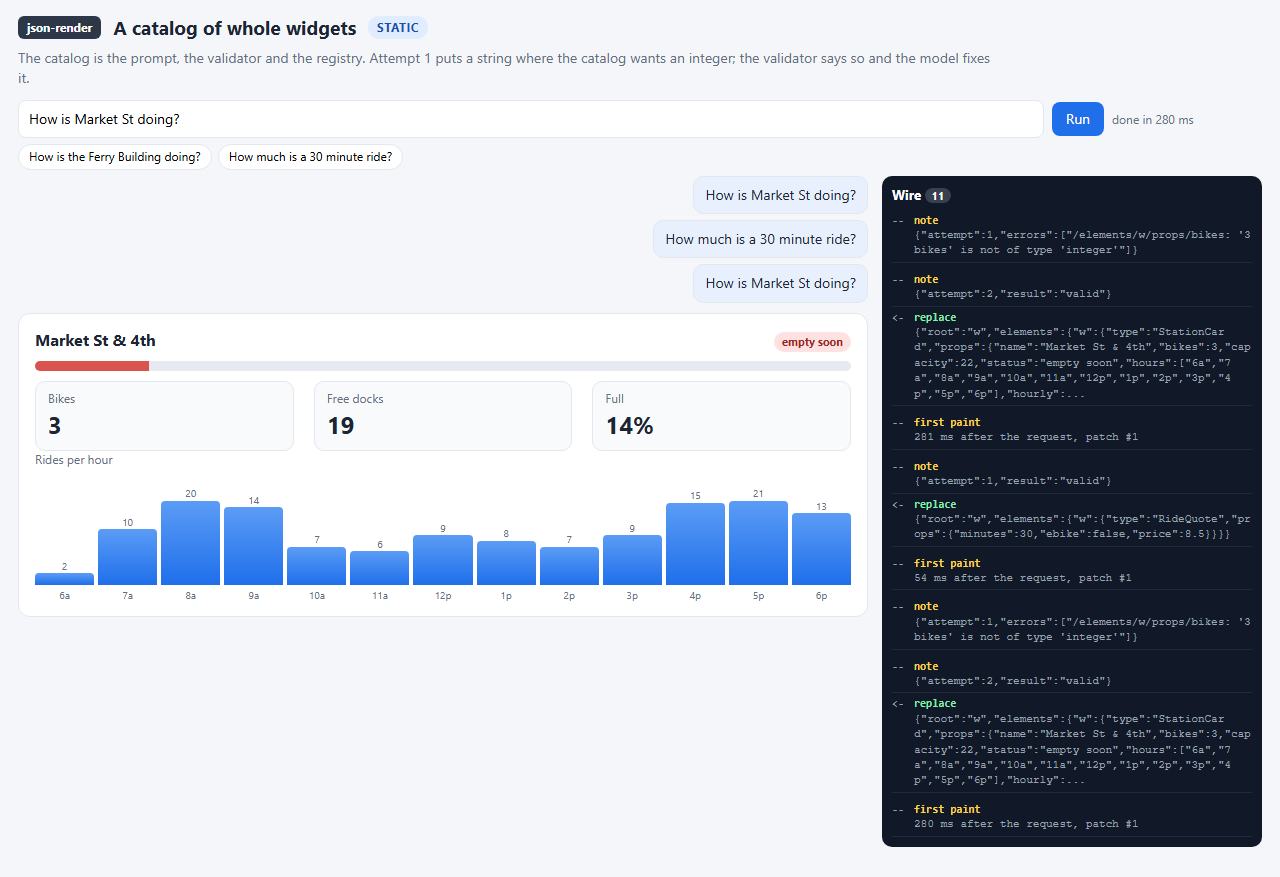 json-render A catalog of whole widgets STATIC
The catalog is the prompt, the validator and the registry. Attempt 1 puts a string where the catalog wants an integer; the validator says so and the model fixes
it.
How is Market St doing?
Run done in 280 ms
How is the Ferry Building doing? How much is a 30 minute ride?
How is Market St doing?
How much is a 30 minute ride?
How is Market St doing?
Market St & 4th empty soon
Bikes Free docks Full
3 19 14%
Rides per hour
2 10 20 14 7 6 9 8 7 9 15 21 13
6a 7a 8a 9a 10a 11a 12p 1p 2p 3p 4p 5p 6p
Wire 11
-- note
{"attempt":1,"errors":["/elements/w/props/bikes: '3
bikes' is not of type 'integer'"]}
-- note
{"attempt":2,"result":"valid"}
<- replace
{"root":"w","elements":{"w":{"type":"StationCar
d","props":{"name":"Market St & 4th","bikes":3,"cap
acity":22,"status":"empty soon","hours":["6a","7
a","8a","9a","10a","11a","12p","1p","2p","3p","4
p","5p","6p"],"hourly":...
-- first paint
281 ms after the request, patch #1
-- note
{"attempt":1,"result":"valid"}
<- replace
{"root":"w","elements":{"w":{"type":"RideQuote","pr
ops":{"minutes":30,"ebike":false,"price":8.5}}}}
-- first paint
54 ms after the request, patch #1
-- note
{"attempt":1,"errors":["/elements/w/props/bikes: '3
bikes' is not of type 'integer'"]}
-- note
{"attempt":2,"result":"valid"}
<- replace
{"root":"w","elements":{"w":{"type":"StationCar
d","props":{"name":"Market St & 4th","bikes":3,"cap
acity":22,"status":"empty soon","hours":["6a","7
a","8a","9a","10a","11a","12p","1p","2p","3p","4
p","5p","6p"],"hourly":...
-- first paint
280 ms after the request, patch #1